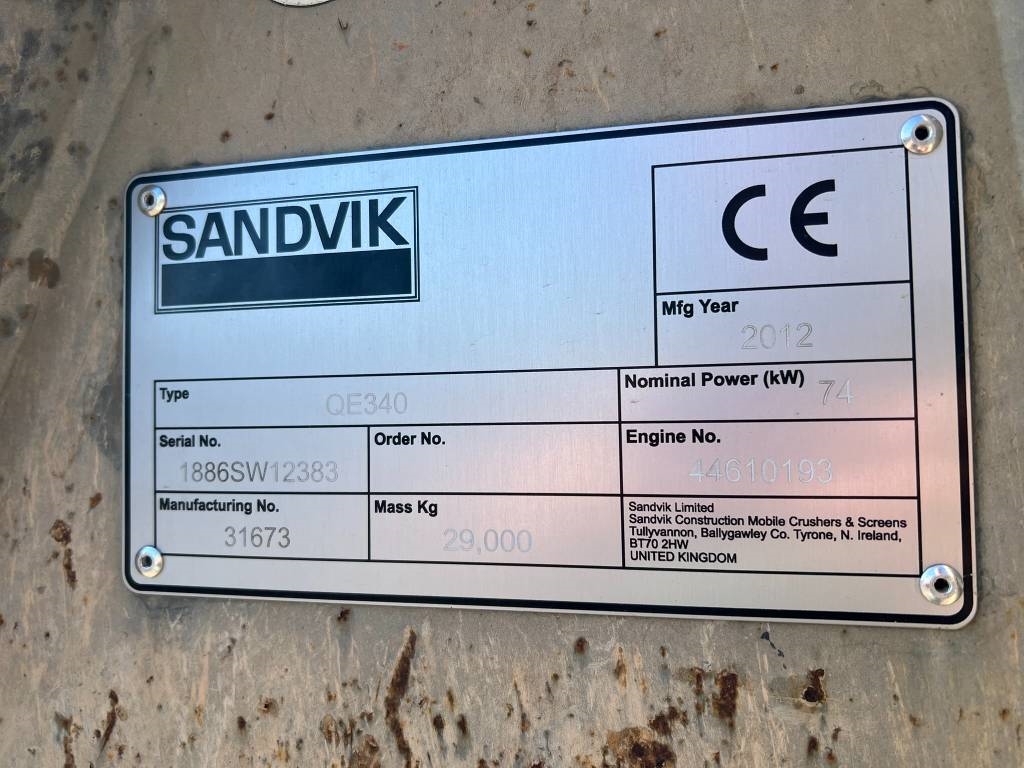 SANDVIK
CE
Mfg Year
2012
Type
QE340
Nominal Power (kW)
74
Serial No.
1886SW12383
Order No.
Engine No.
44610193
Manufacturing No.
31673
Mass Kg
29,000
Sandvik Limited
Sandvik Construction Mobile Crushers & Screens
Tullyvannon, Ballygawley Co. Tyrone, N. Ireland,
BT70 2HW
UNITED KINGDOM